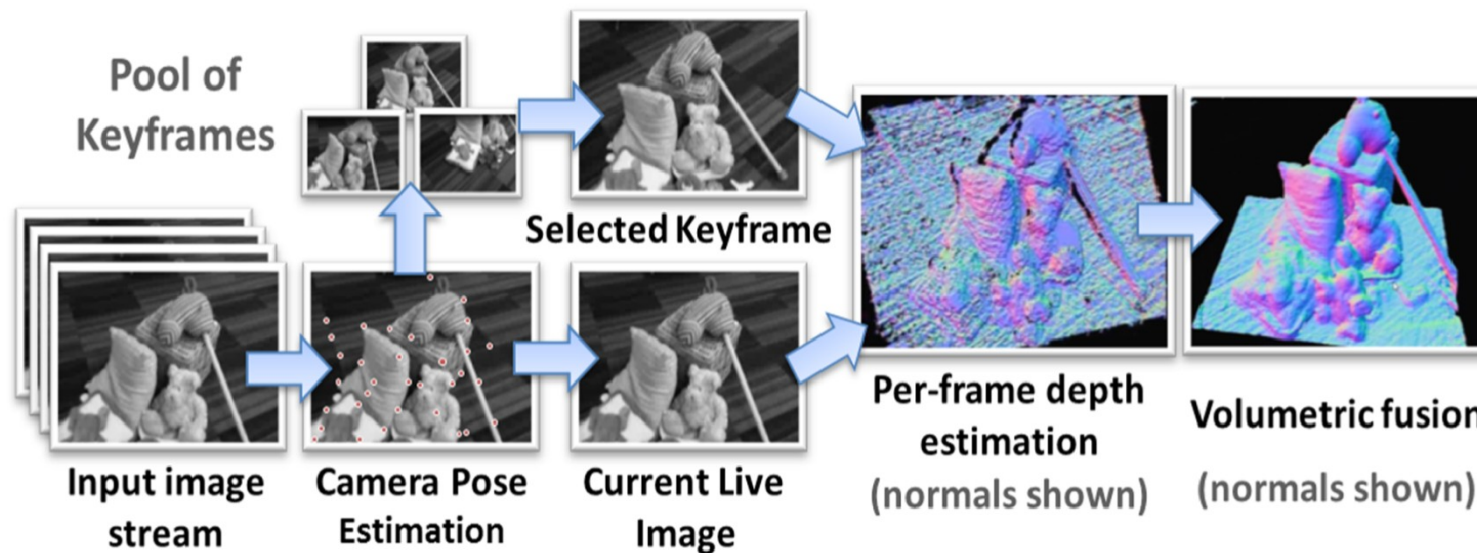 Pool of
Keyframes
Selected Keyframe
Input image
stream
Camera Pose
Estimation
Current Live
Image
Per-frame depth
estimation
(normals shown)
Volumetric fusion
(normals shown)